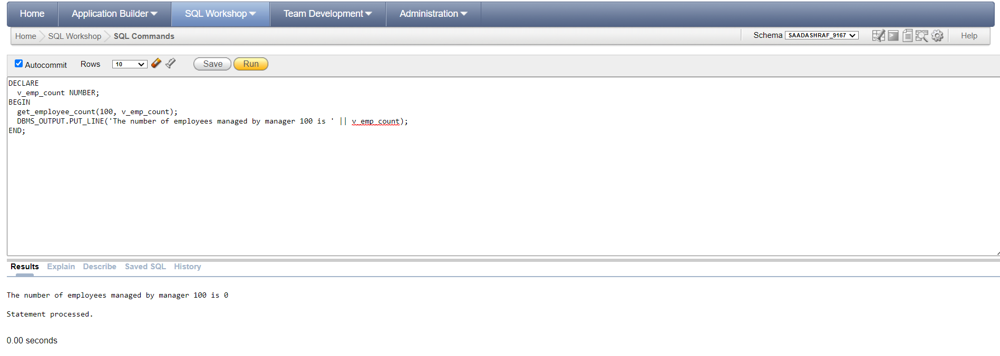 Home Application Builder SQL Workshop Team Development Administration
Home SQL Workshop SQL Commands Schema SAADASHRAF_9167 Help
Autocommit Rows 10 Save Run
DECLARE
  v_emp_count NUMBER;
BEGIN
  get_employee_count(100, v_emp_count);
  DBMS_OUTPUT.PUT_LINE('The number of employees managed by manager 100 is ' || v_emp_count);
END;
Results Explain Describe Saved SQL History
The number of employees managed by manager 100 is 0
Statement processed.
0.00 seconds